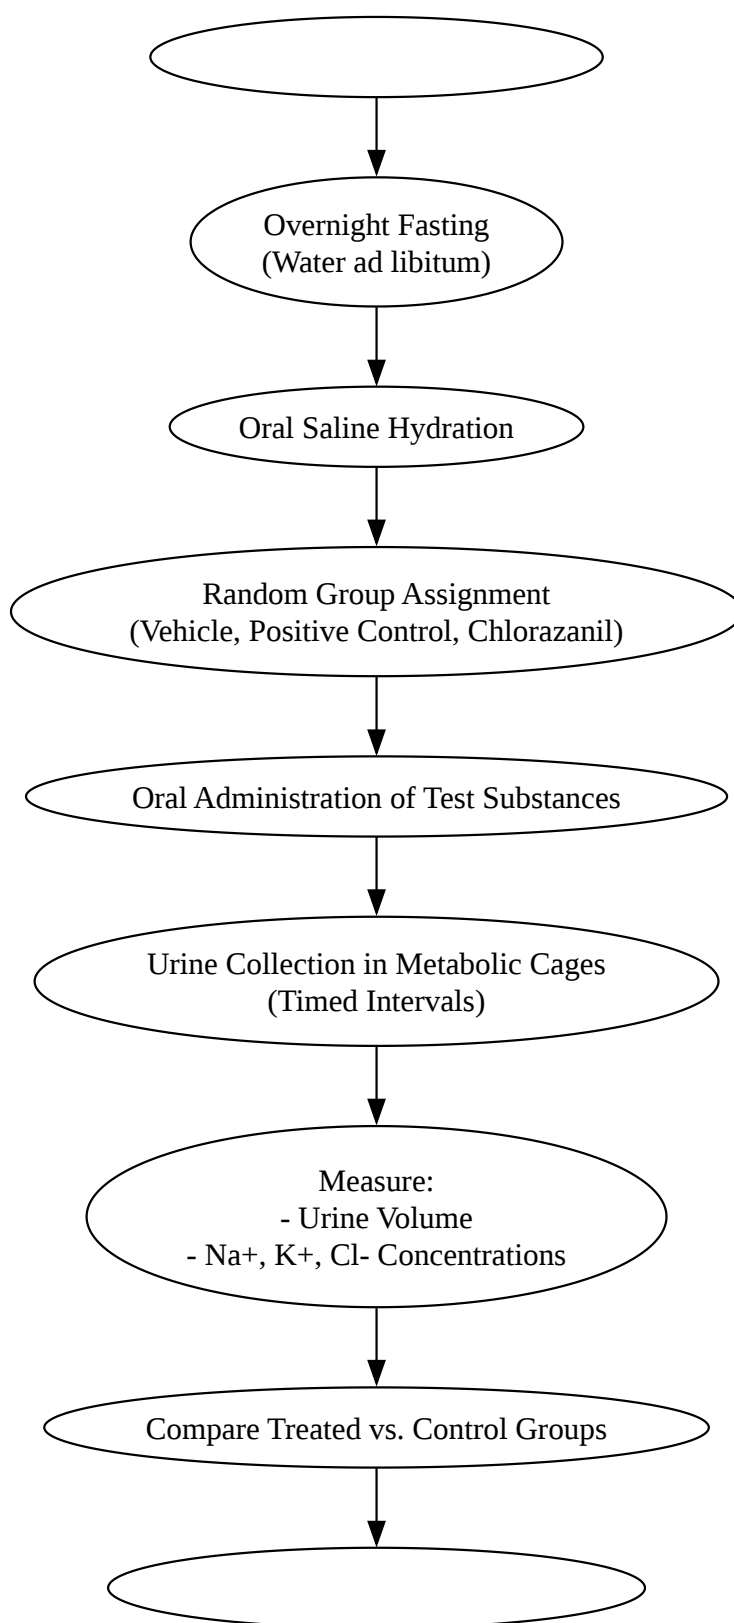 Overnight Fasting
(Water ad libitum)
Oral Saline Hydration
Random Group Assignment
(Vehicle, Positive Control, Chlorazanil)
Oral Administration of Test Substances
Urine Collection in Metabolic Cages
(Timed Intervals)
Measure:
- Urine Volume
- Na+, K+, Cl- Concentrations
Compare Treated vs. Control Groups